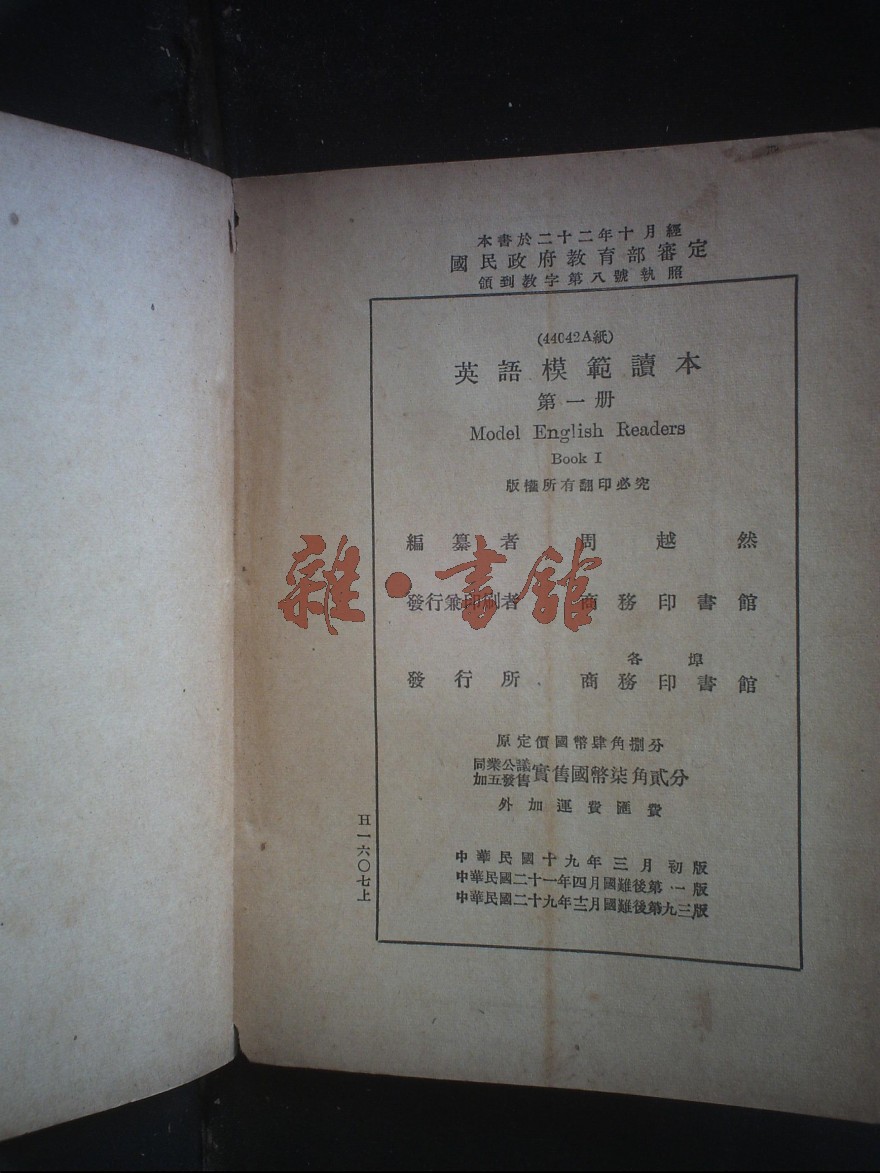 本書於二十二年十月經
國民政府教育部審定
領到教字第八號執照
(44042A紙)
英語模範讀本
第一册
Model English Readers
Book I
版權所有翻印必究
編纂者 周越然
發行兼印刷者 商務印書館
各埠
發行所 商務印書館
原定價國幣肆角捌分
同業公議
加五發售 實售國幣柒角貳分
外加運費匯費
中華民國十九年三月初版
中華民國二十一年四月國難後第一版
中華民國二十九年十二月國難後第九三版
H一六〇七上
雜·書館